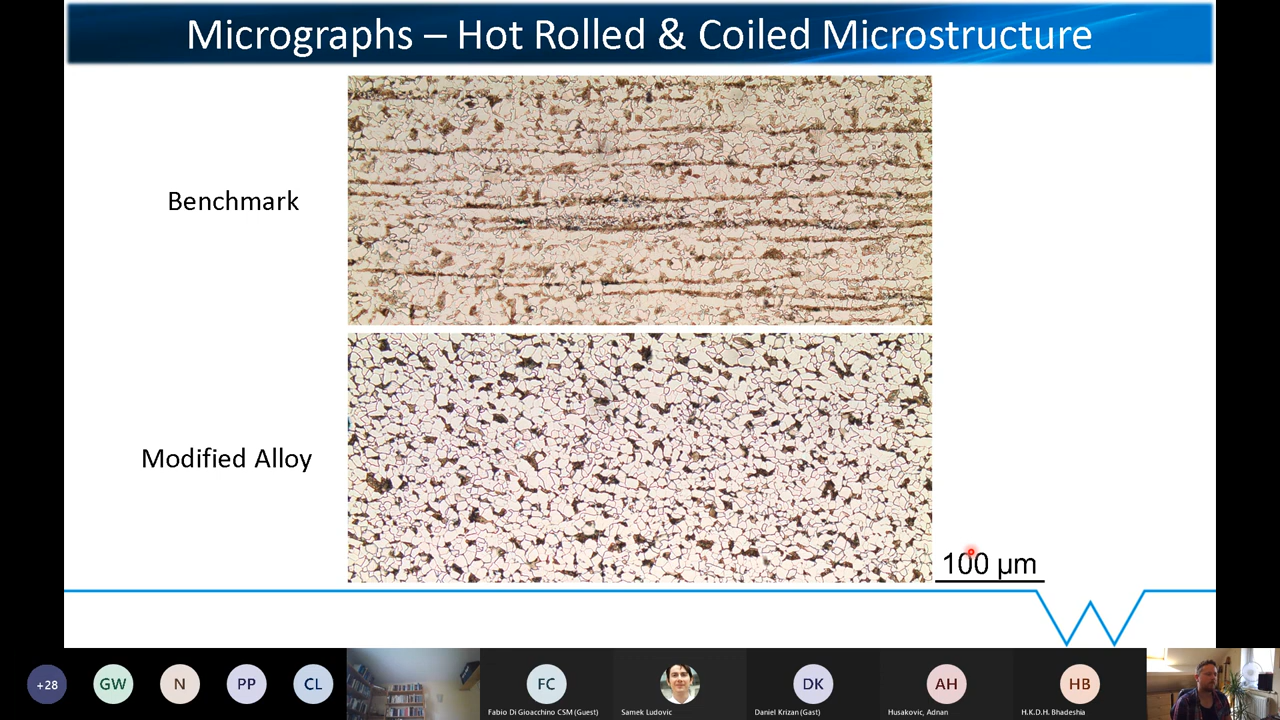 Micrographs – Hot Rolled & Coiled Microstructure
Benchmark
Modified Alloy
100 µm
+28
GW
N
PP
CL
FC
DK
AH
HB
Fabio Di Gioacchino CSM (Guest)
Samek Ludovic
Daniel Krizan (Gast)
Husakovic, Adnan
H.K.D.H. Bhadeshia